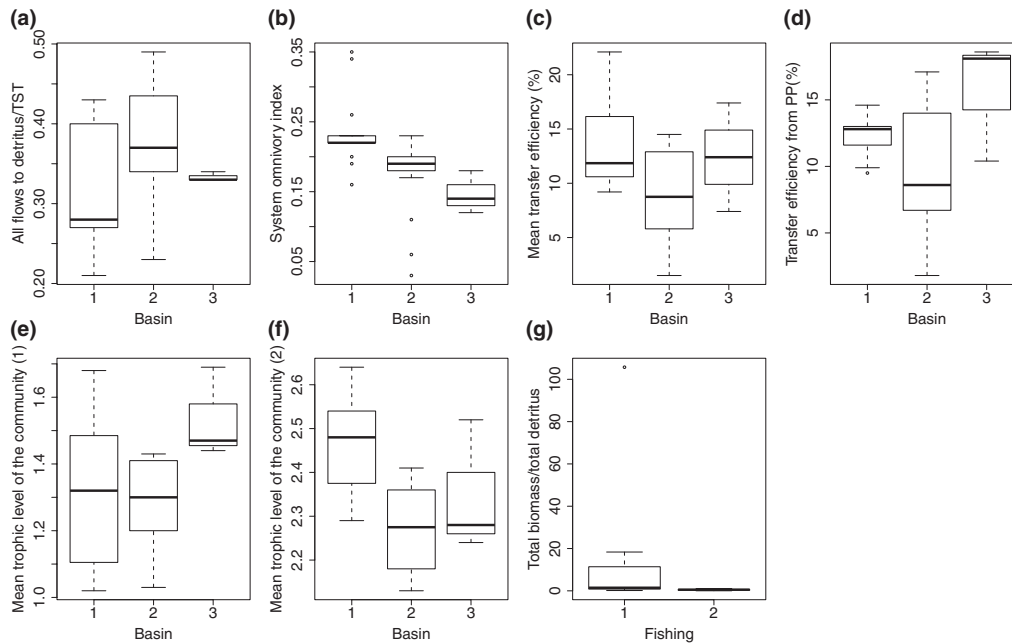 (a)
All flows to detritus/TST
0.20 0.30 0.40 0.50
1 2 3
Basin
(b)
System omnivory index
0.05 0.15 0.25 0.35
1 2 3
Basin
(c)
Mean transfer efficiency (%)
5 10 15 20
1 2 3
Basin
(d)
Transfer efficiency from PP(%)
5 10 15
1 2 3
Basin
(e)
Mean trophic level of the community (1)
1.0 1.2 1.4 1.6
1 2 3
Basin
(f)
Mean trophic level of the community (2)
2.2 2.3 2.4 2.5 2.6
1 2 3
Basin
(g)
Total biomass/total detritus
0 20 40 60 80 100
1 2
Fishing